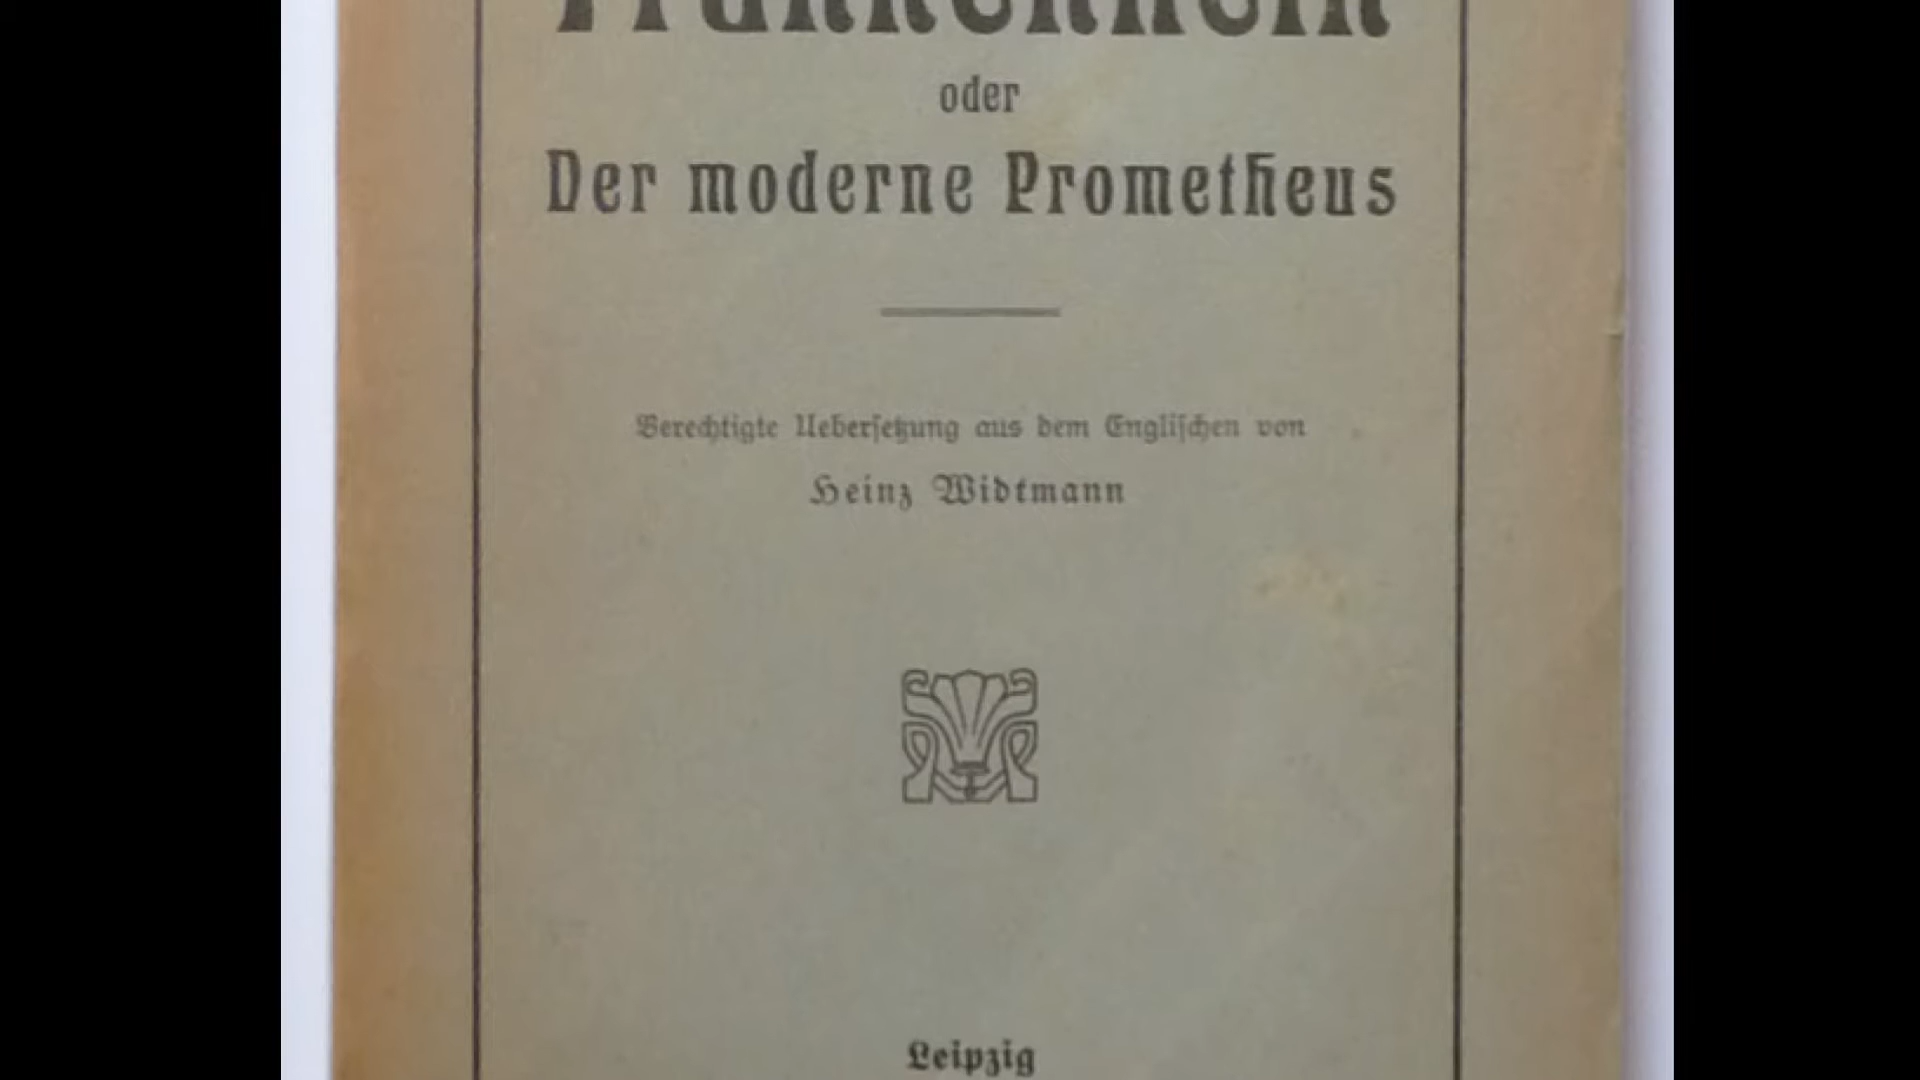 oder
Der moderne Prometheus
Berechtigte Ueberſetzung aus dem Engliſchen von
Heinz Widtmann
Leipzig